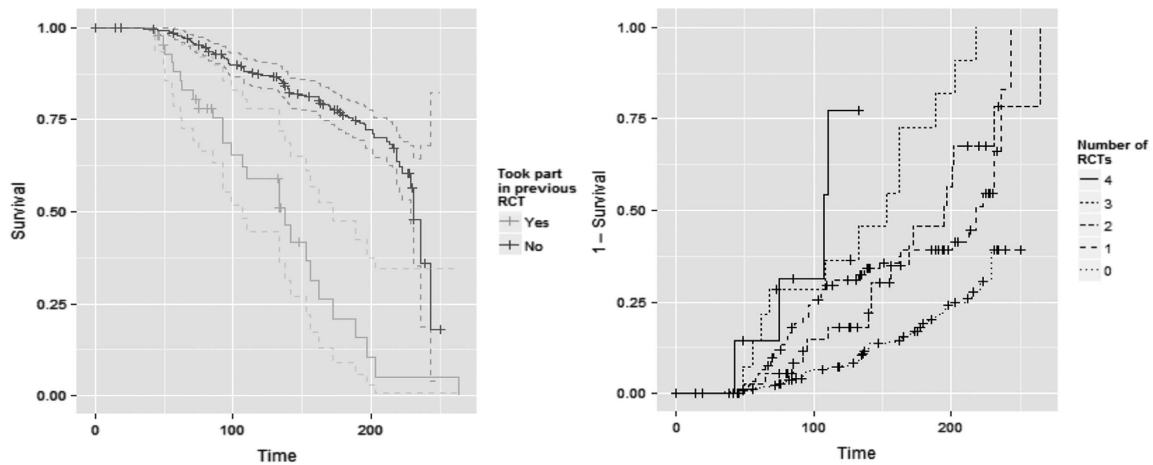 1.00
0.75
0.50
0.25
0.00
Survival
0
100
200
Time
Took part
in previous
RCT
Yes
No
1.00
0.75
0.50
0.25
0.00
1 – Survival
0
100
200
Time
Number of
RCTs
4
3
2
1
0